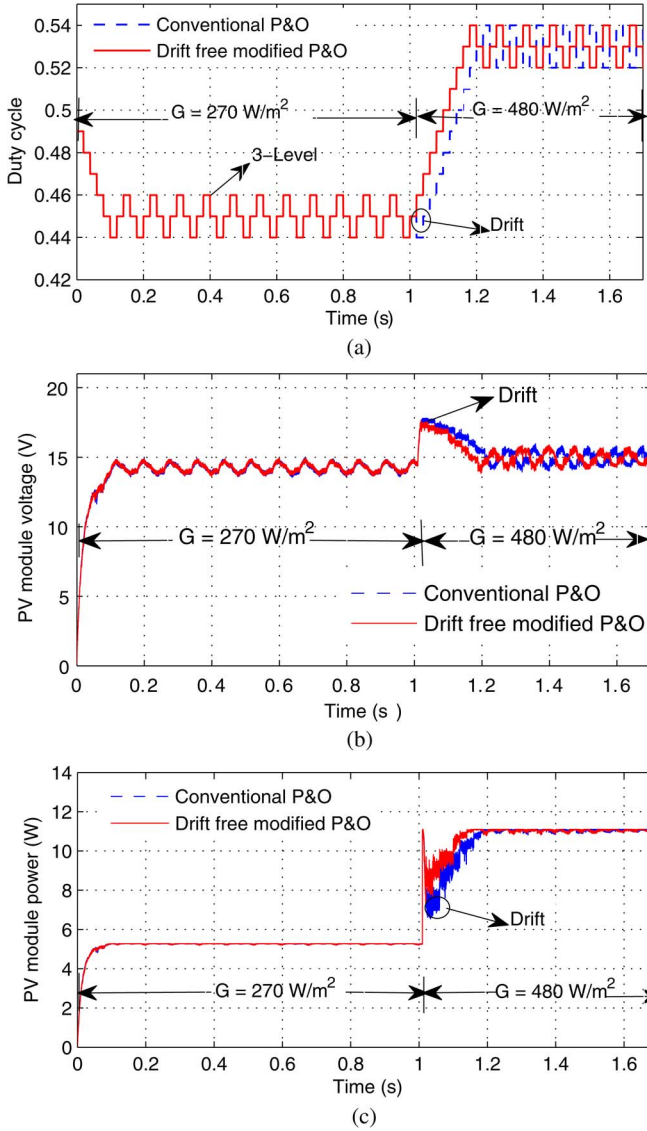 0.54
Conventional P&O
Drift free modified P&O
0.52
0.5
G = 270 W/m²
G = 480 W/m²
Duty cycle
0.48
3-Level
0.46
0.44
Drift
0.42
0 0.2 0.4 0.6 0.8 1 1.2 1.4 1.6
Time (s)
(a)
20
Drift
PV module voltage (V)
15
10
G = 270 W/m²
G = 480 W/m²
5
Conventional P&O
Drift free modified P&O
0
0 0.2 0.4 0.6 0.8 1 1.2 1.4 1.6
Time (s )
(b)
14
Conventional P&O
12
Drift free modified P&O
10
PV module power (W)
8
Drift
6
4
G = 270 W/m²
G = 480 W/m²
2
0
0 0.2 0.4 0.6 0.8 1 1.2 1.4 1.6
Time (s)
(c)